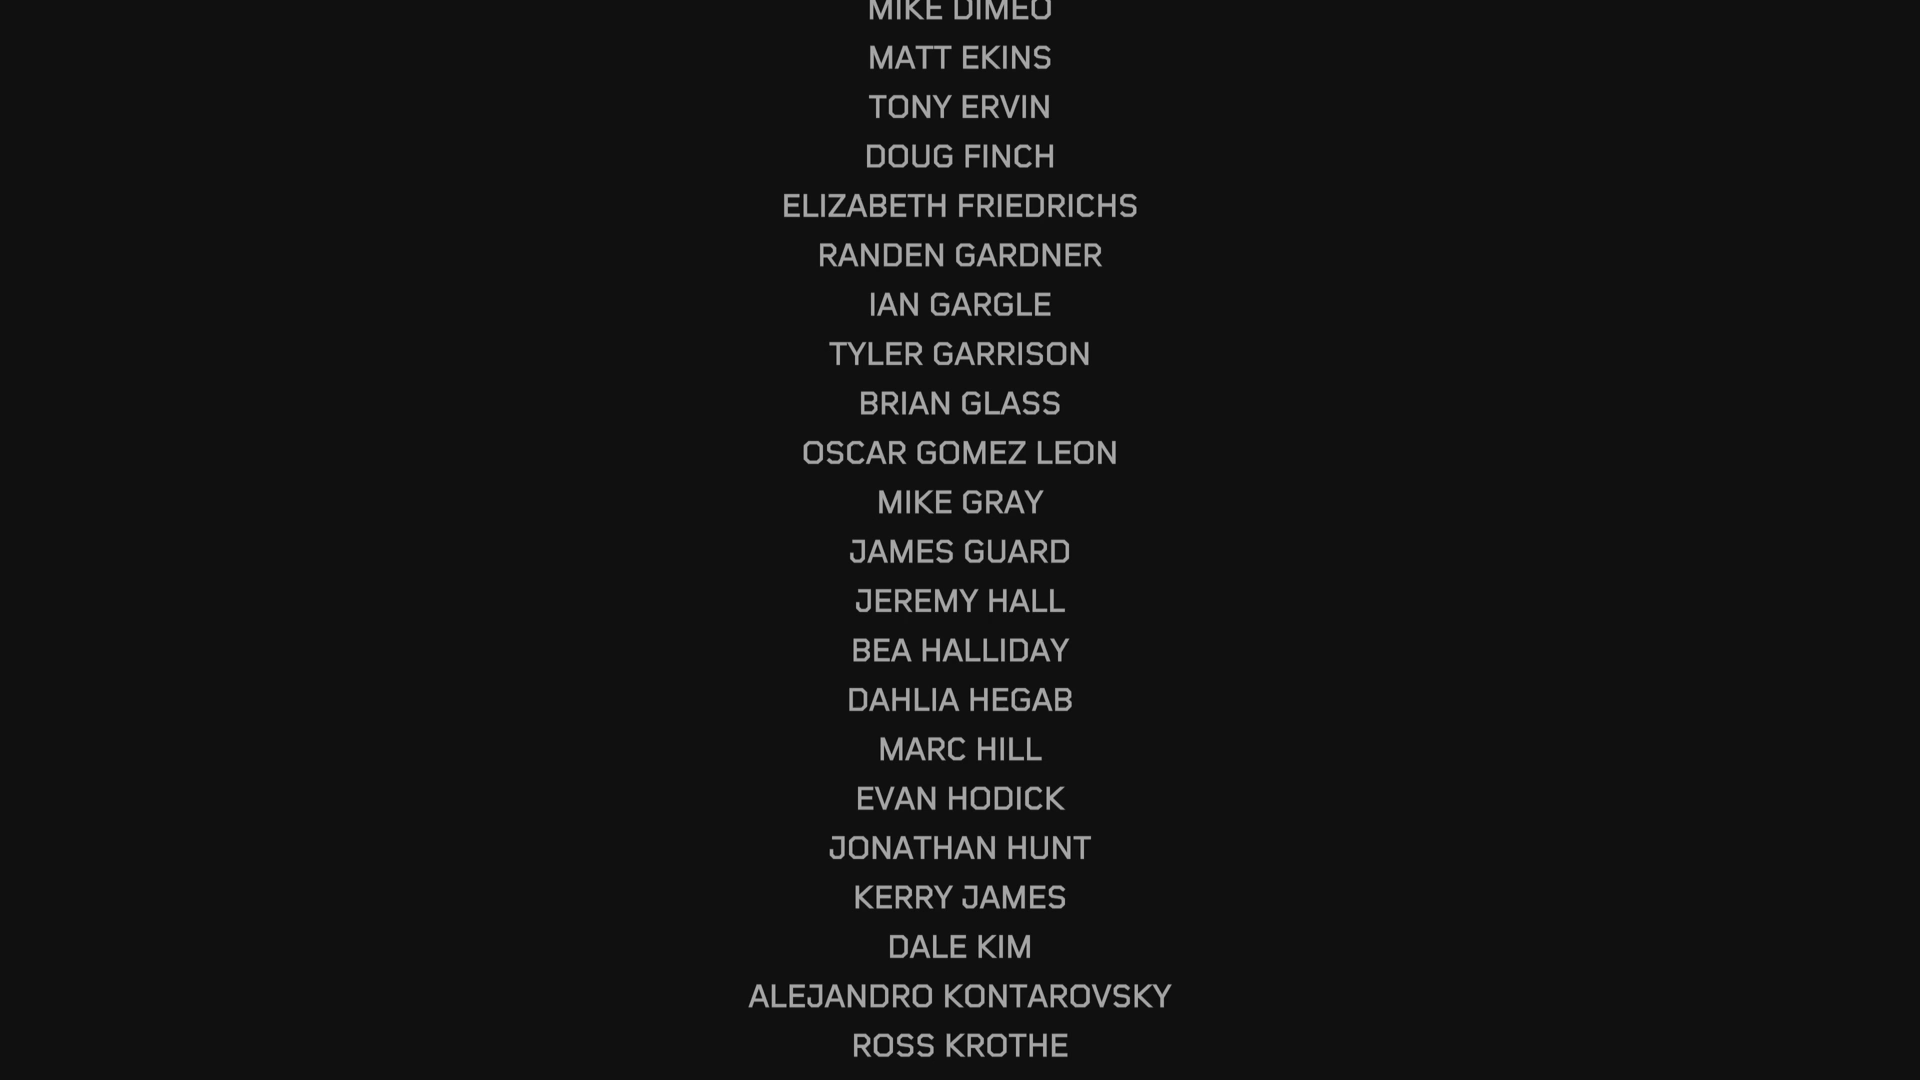 MIKE DIMEO
MATT EKINS
TONY ERVIN
DOUG FINCH
ELIZABETH FRIEDRICHS
RANDEN GARDNER
IAN GARGLE
TYLER GARRISON
BRIAN GLASS
OSCAR GOMEZ LEON
MIKE GRAY
JAMES GUARD
JEREMY HALL
BEA HALLIDAY
DAHLIA HEGAB
MARC HILL
EVAN HODICK
JONATHAN HUNT
KERRY JAMES
DALE KIM
ALEJANDRO KONTAROVSKY
ROSS KROTHE